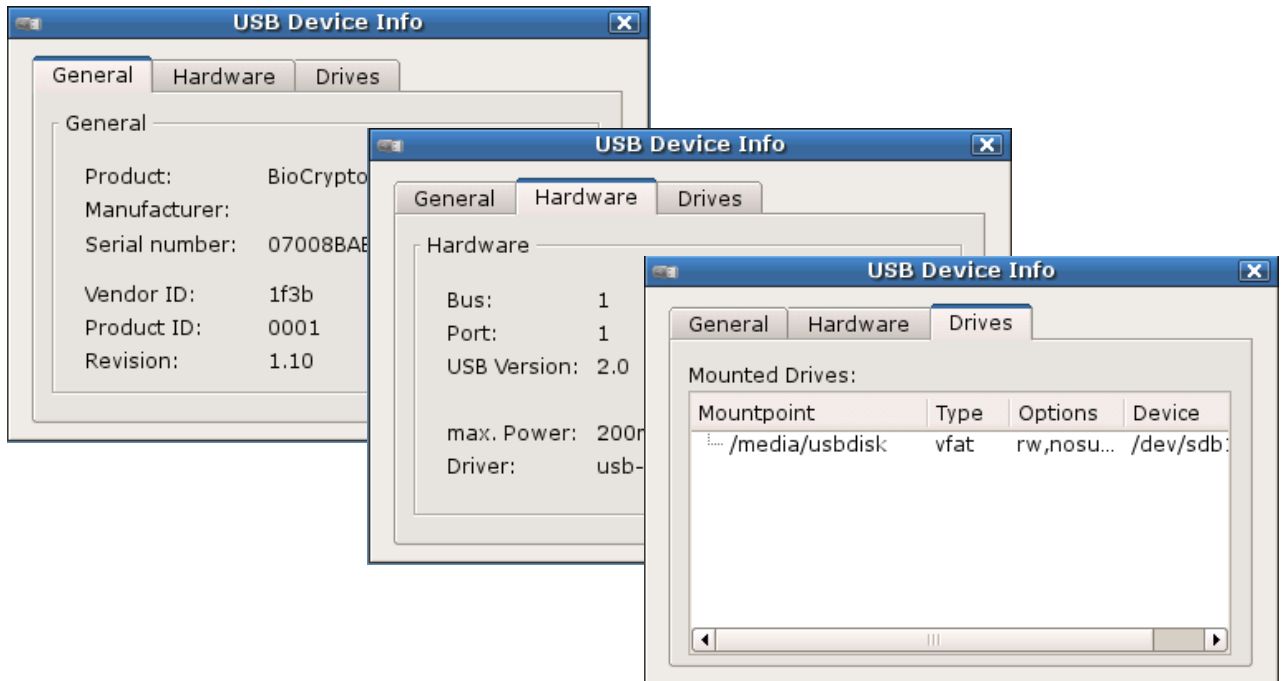 USB Device Info
General Hardware Drives
General
Product: BioCrypto
Manufacturer:
Serial number: 07008BAE
Vendor ID: 1f3b
Product ID: 0001
Revision: 1.10
USB Device Info
General Hardware Drives
Hardware
Bus: 1
Port: 1
USB Version: 2.0
max. Power:
Driver: usb-
USB Device Info
General Hardware Drives
Mounted Drives:
Mountpoint Type Options Device
/media/usbdisk vfat rw,nosu... /dev/sdb1